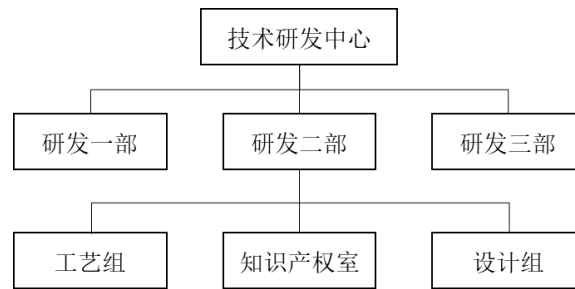 技术研发中心
研发一部
研发二部
研发三部
工艺组
知识产权室
设计组